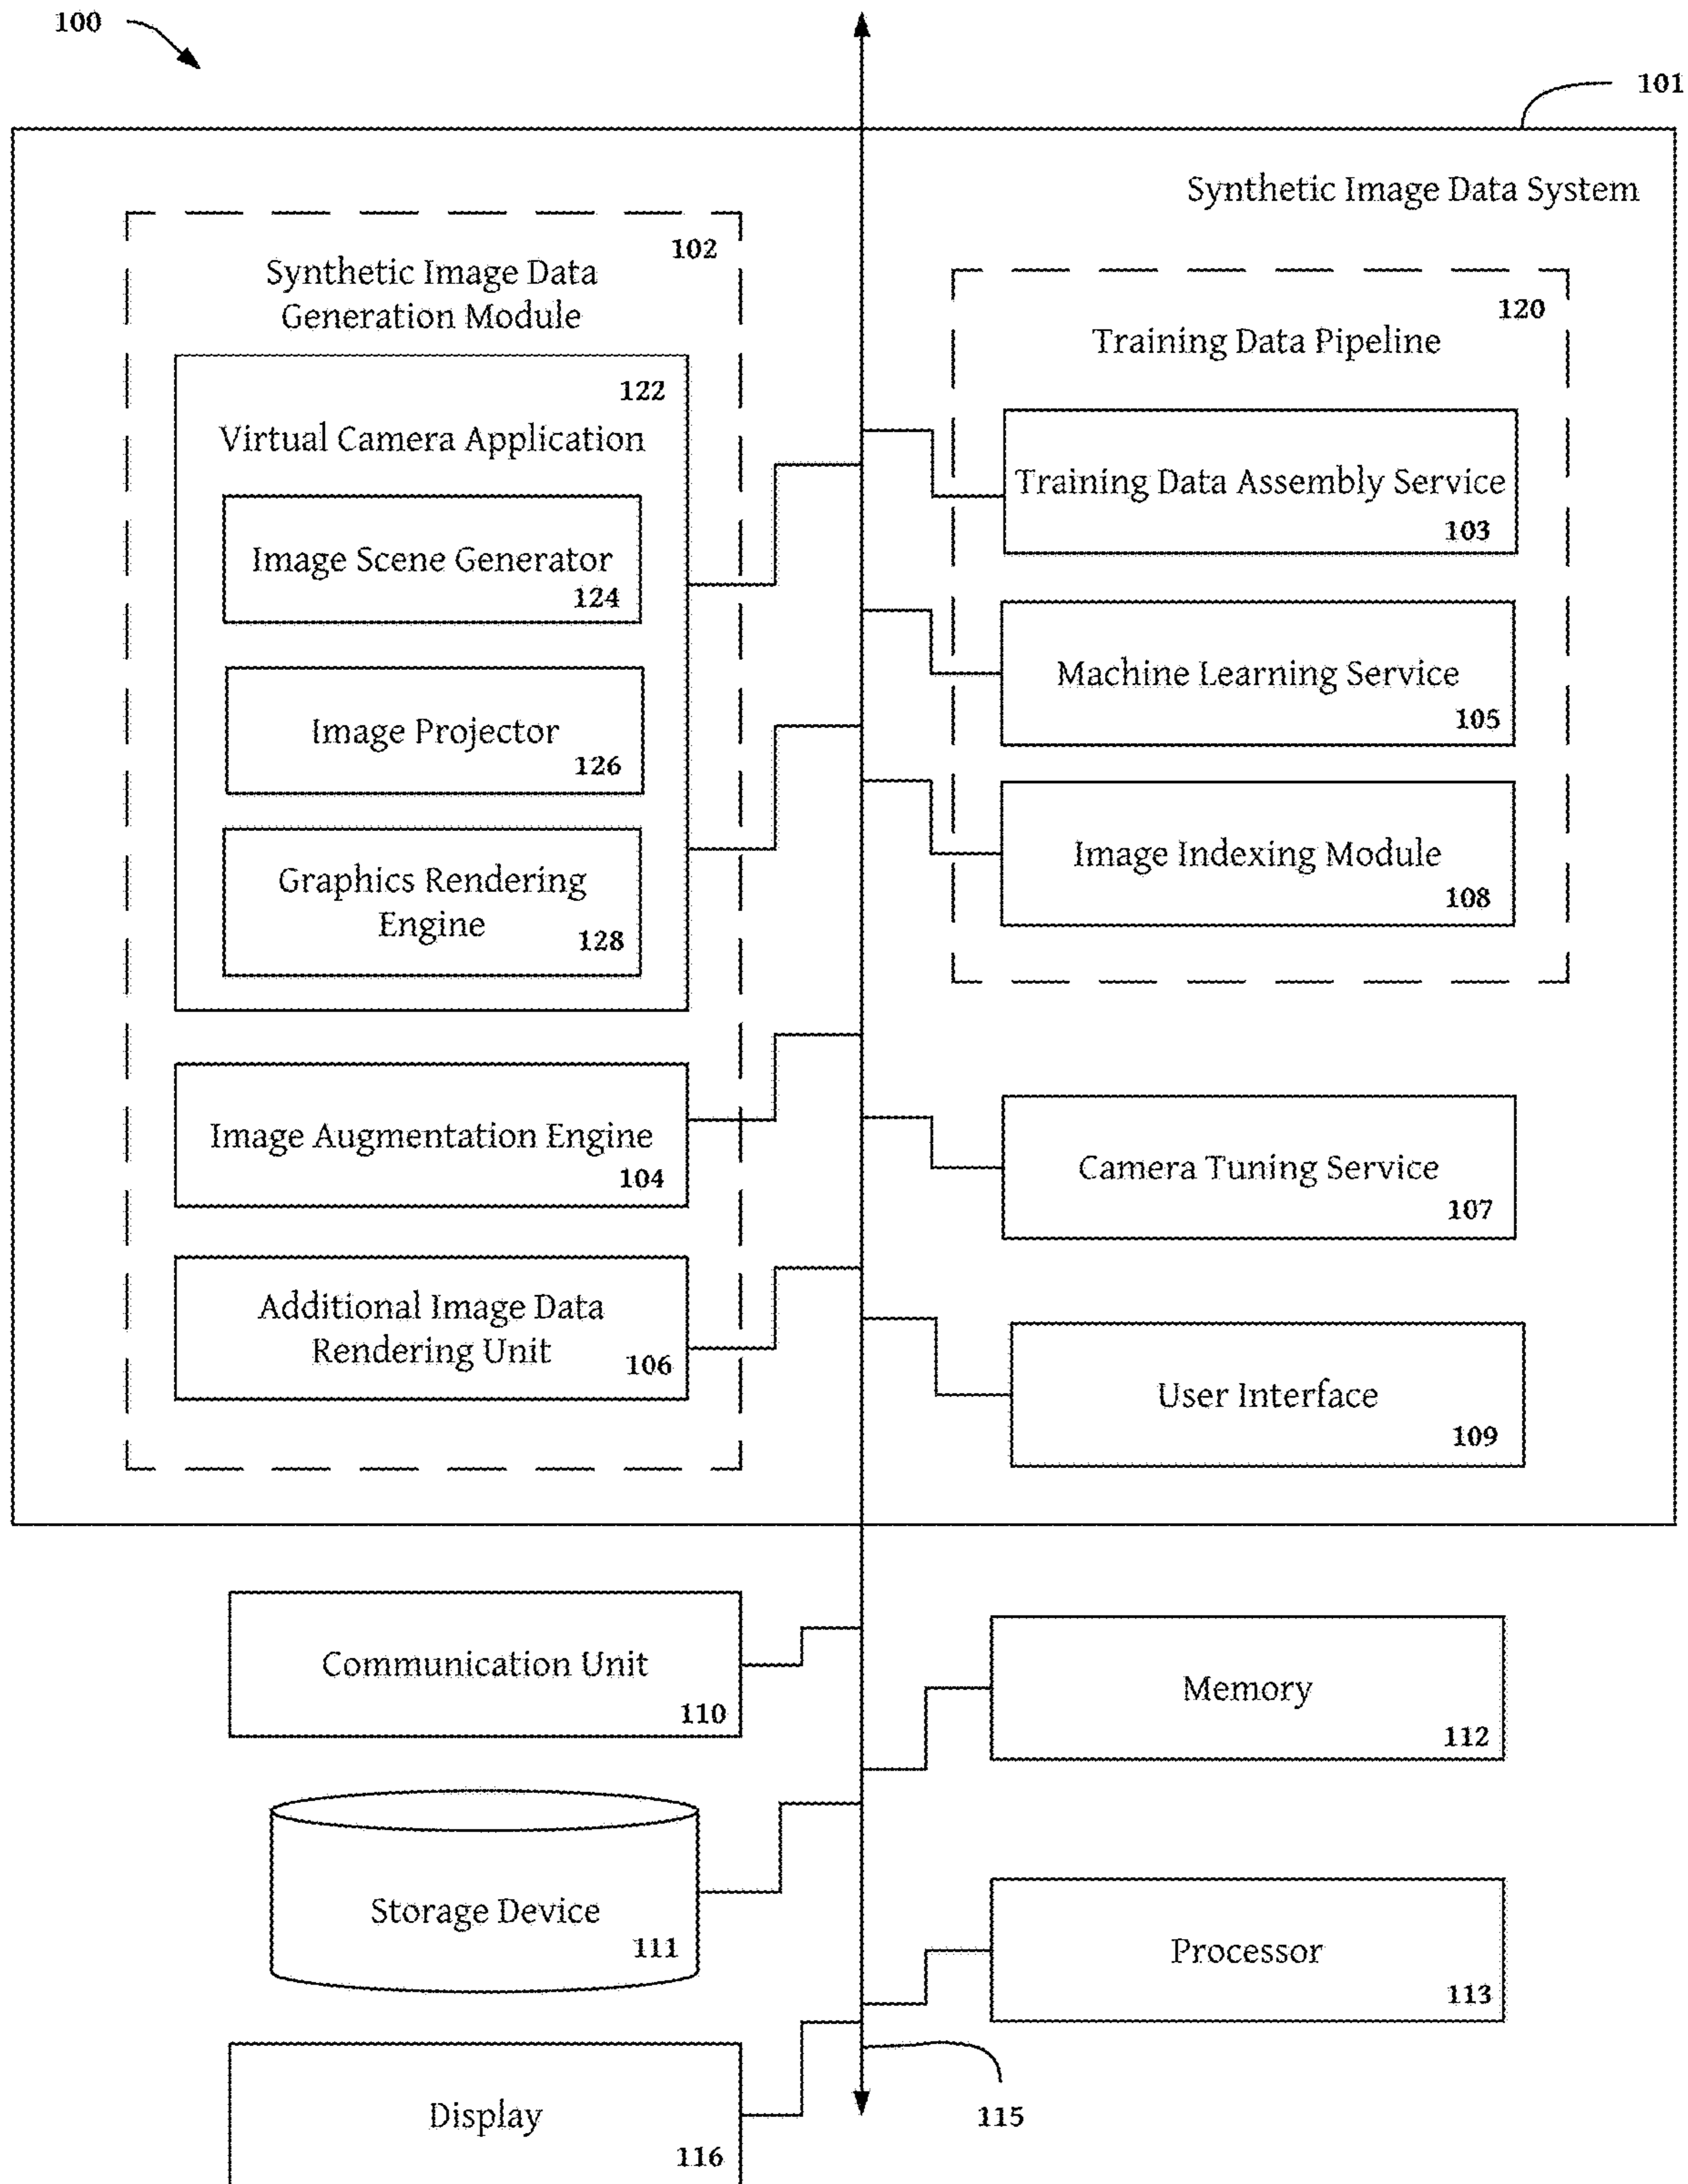 100
101
Synthetic Image Data System
102
Synthetic Image Data
Generation Module
122
Virtual Camera Application
Image Scene Generator
124
Image Projector
126
Graphics Rendering
Engine
128
Image Augmentation Engine
104
Additional Image Data
Rendering Unit
106
120
Training Data Pipeline
Training Data Assembly Service
103
Machine Learning Service
105
Image Indexing Module
108
Camera Tuning Service
107
User Interface
109
Communication Unit
110
Memory
112
Storage Device
111
Processor
113
Display
116
115